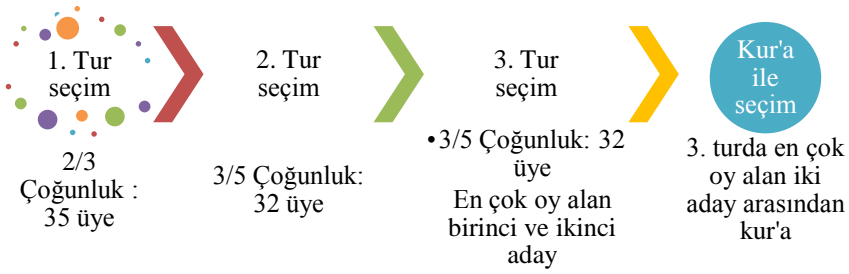 1. Tur
seçim
2/3
Çoğunluk :
35 üye
2. Tur
seçim
3/5 Çoğunluk:
32 üye
3. Tur
seçim
•3/5 Çoğunluk: 32
üye
En çok oy alan
birinci ve ikinci
aday
Kur'a
ile
seçim
3. turda en çok
oy alan iki
aday arasından
kur'a